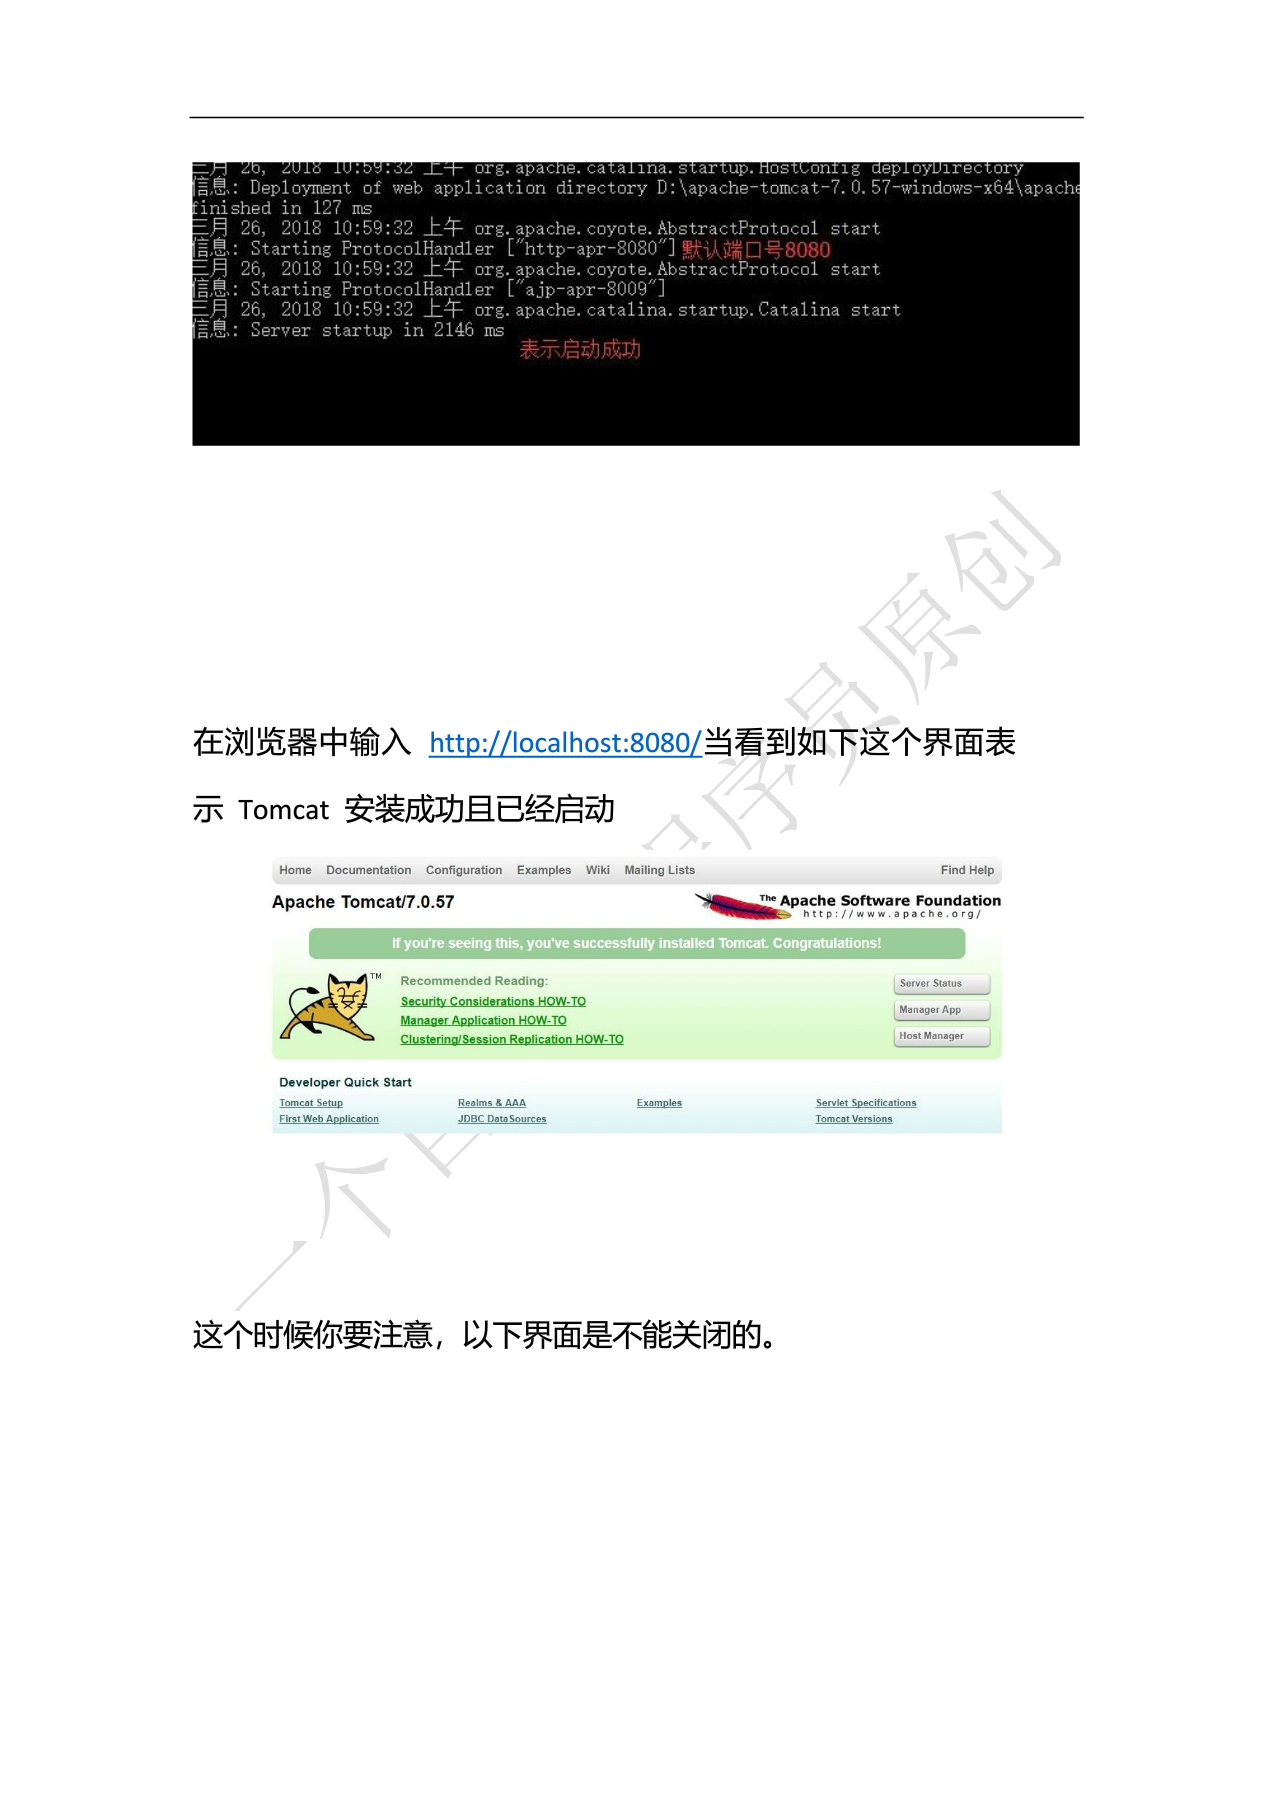 三月 26, 2018 10:59:32 上午 org.apache.catalina.startup.HostConfig deployDirectory
信息: Deployment of web application directory D:\apache-tomcat-7.0.57-windows-x64\apache
finished in 127 ms
三月 26, 2018 10:59:32 上午 org.apache.coyote.AbstractProtocol start
信息: Starting ProtocolHandler ["http-apr-8080"] 默认端口号8080
三月 26, 2018 10:59:32 上午 org.apache.coyote.AbstractProtocol start
信息: Starting ProtocolHandler ["ajp-apr-8009"]
三月 26, 2018 10:59:32 上午 org.apache.catalina.startup.Catalina start
信息: Server startup in 2146 ms
表示启动成功
在浏览器中输入 http://localhost:8080/当看到如下这个界面表
示 Tomcat 安装成功且已经启动
Home Documentation Configuration Examples Wiki Mailing Lists Find Help
Apache Tomcat/7.0.57
The Apache Software Foundation
http://www.apache.org/
If you're seeing this, you've successfully installed Tomcat. Congratulations!
TM
Recommended Reading:
Security Considerations HOW-TO
Manager Application HOW-TO
Clustering/Session Replication HOW-TO
Server Status
Manager App
Host Manager
Developer Quick Start
Tomcat Setup Realms & AAA Examples Servlet Specifications
First Web Application JDBC DataSources Tomcat Versions
这个时候你要注意，以下界面是不能关闭的。
一个
程序员原创